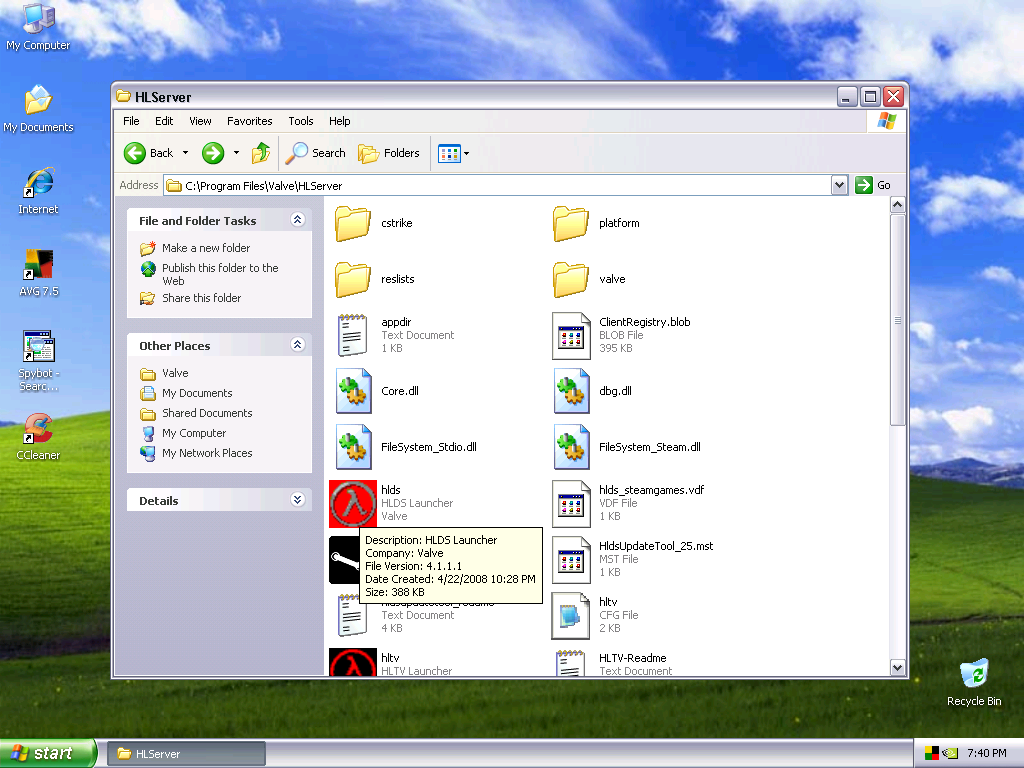 My Computer
My Documents
Internet
AVG 7.5
Spybot -
Searc...
CCleaner
Recycle Bin
HLServer
File Edit View Favorites Tools Help
Back Search Folders
Address C:\Program Files\Valve\HLServer Go
File and Folder Tasks
Make a new folder
Publish this folder to the
Web
Share this folder
Other Places
Valve
My Documents
Shared Documents
My Computer
My Network Places
Details
cstrike
platform
reslists
valve
appdir
Text Document
1 KB
ClientRegistry.blob
BLOB File
395 KB
Core.dll
dbg.dll
FileSystem_Stdio.dll
FileSystem_Steam.dll
hlds
HLDS Launcher
Valve
hlds_steamgames.vdf
VDF File
1 KB
Description: HLDS Launcher
Company: Valve
File Version: 4.1.1.1
Date Created: 4/22/2008 10:28 PM
Size: 388 KB
HldsUpdateTool_25.mst
MST File
1 KB
Text Document
4 KB
hltv
CFG File
2 KB
hltv
HLTV Launcher
HLTV-Readme
Text Document
start
HLServer
7:40 PM